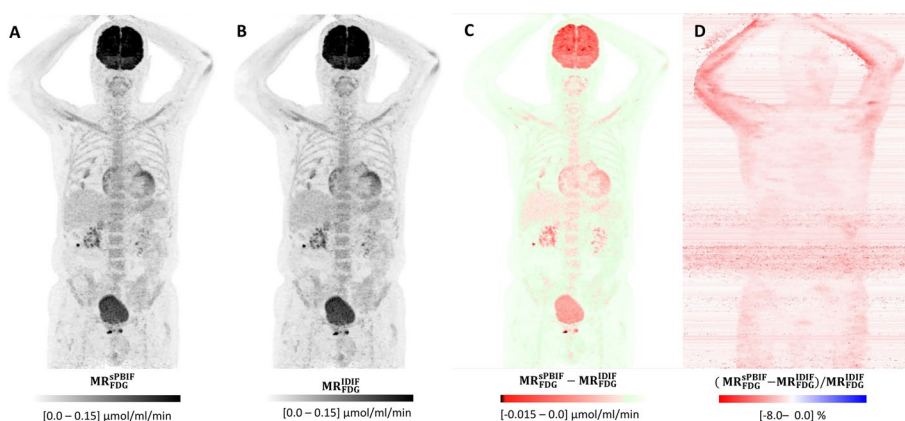 A
B
C
D
MR_FDG^sPBIF
[0.0 – 0.15] μmol/ml/min
MR_FDG^IDIF
[0.0 – 0.15] μmol/ml/min
MR_FDG^sPBIF − MR_FDG^IDIF
[-0.015 – 0.0] μmol/ml/min
(MR_FDG^sPBIF−MR_FDG^IDIF)/MR_FDG^IDIF
[-8.0– 0.0] %